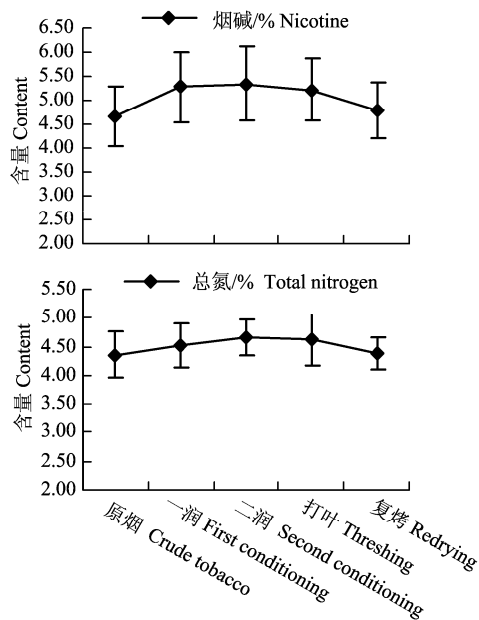 烟碱/% Nicotine
含量 Content
6.50
6.00
5.50
5.00
4.50
4.00
3.50
3.00
2.50
2.00
总氮/% Total nitrogen
含量 Content
5.50
5.00
4.50
4.00
3.50
3.00
2.50
2.00
原烟 Crude tobacco
一润 First conditioning
二润 Second conditioning
打叶 Threshing
复烤 Redrying